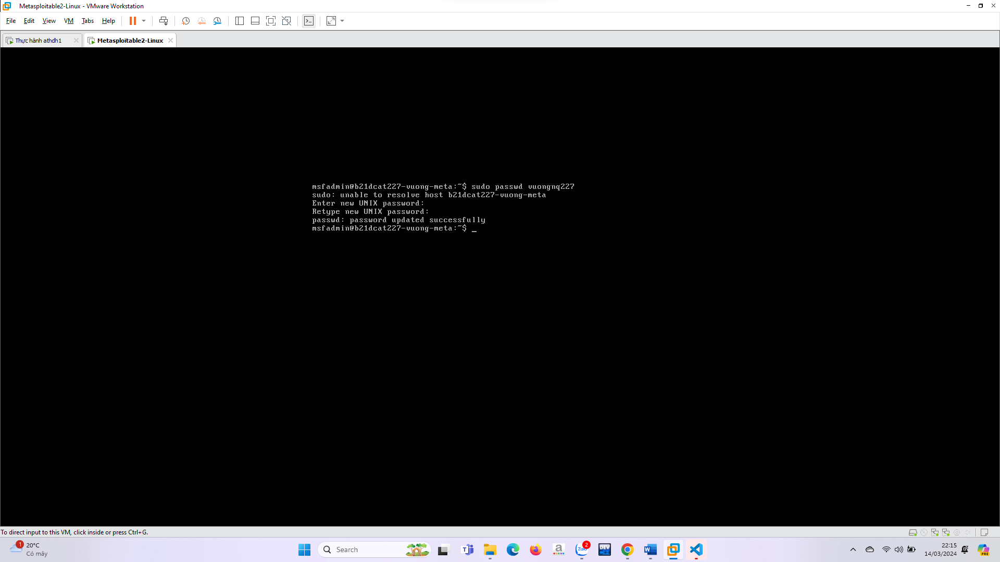 Metasploitable2-Linux - VMware Workstation
File Edit View VM Tabs Help
Thực hành athdh1
Metasploitable2-Linux
msfadmin@b21dcat227-vuong-meta:~$ sudo passwd vuongnq227
sudo: unable to resolve host b21dcat227-vuong-meta
Enter new UNIX password:
Retype new UNIX password:
passwd: password updated successfully
msfadmin@b21dcat227-vuong-meta:~$ _
To direct input to this VM, click inside or press Ctrl+G.
1
20°C
Có mây
Search
T
a
Zalo
2
DEV
W
22:15
14/03/2024
PRE